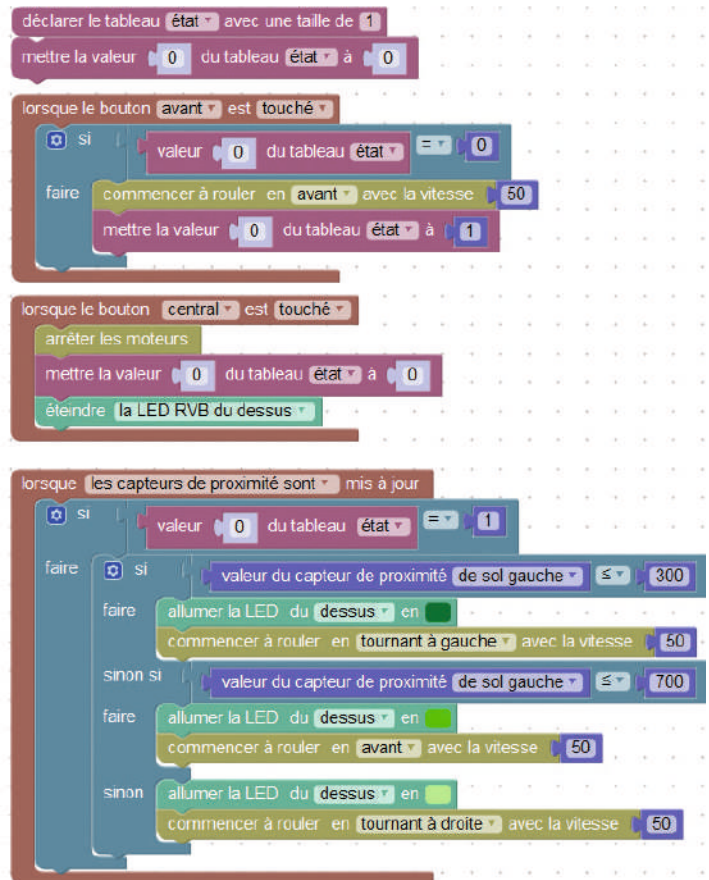 déclarer le tableau état avec une taille de 1
mettre la valeur 0 du tableau état à 0
lorsque le bouton avant est touché
si valeur 0 du tableau état = 0
faire commencer à rouler en avant avec la vitesse 50
mettre la valeur 0 du tableau état à 1
lorsque le bouton central est touché
arrêter les moteurs
mettre la valeur 0 du tableau état à 0
éteindre la LED RVB du dessus
lorsque les capteurs de proximité sont mis à jour
si valeur 0 du tableau état = 1
faire si valeur du capteur de proximité de sol gauche ≤ 300
faire allumer la LED du dessus en
commencer à rouler en tournant à gauche avec la vitesse 50
sinon si valeur du capteur de proximité de sol gauche ≤ 700
faire allumer la LED du dessus en
commencer à rouler en avant avec la vitesse 50
sinon allumer la LED du dessus en
commencer à rouler en tournant à droite avec la vitesse 50